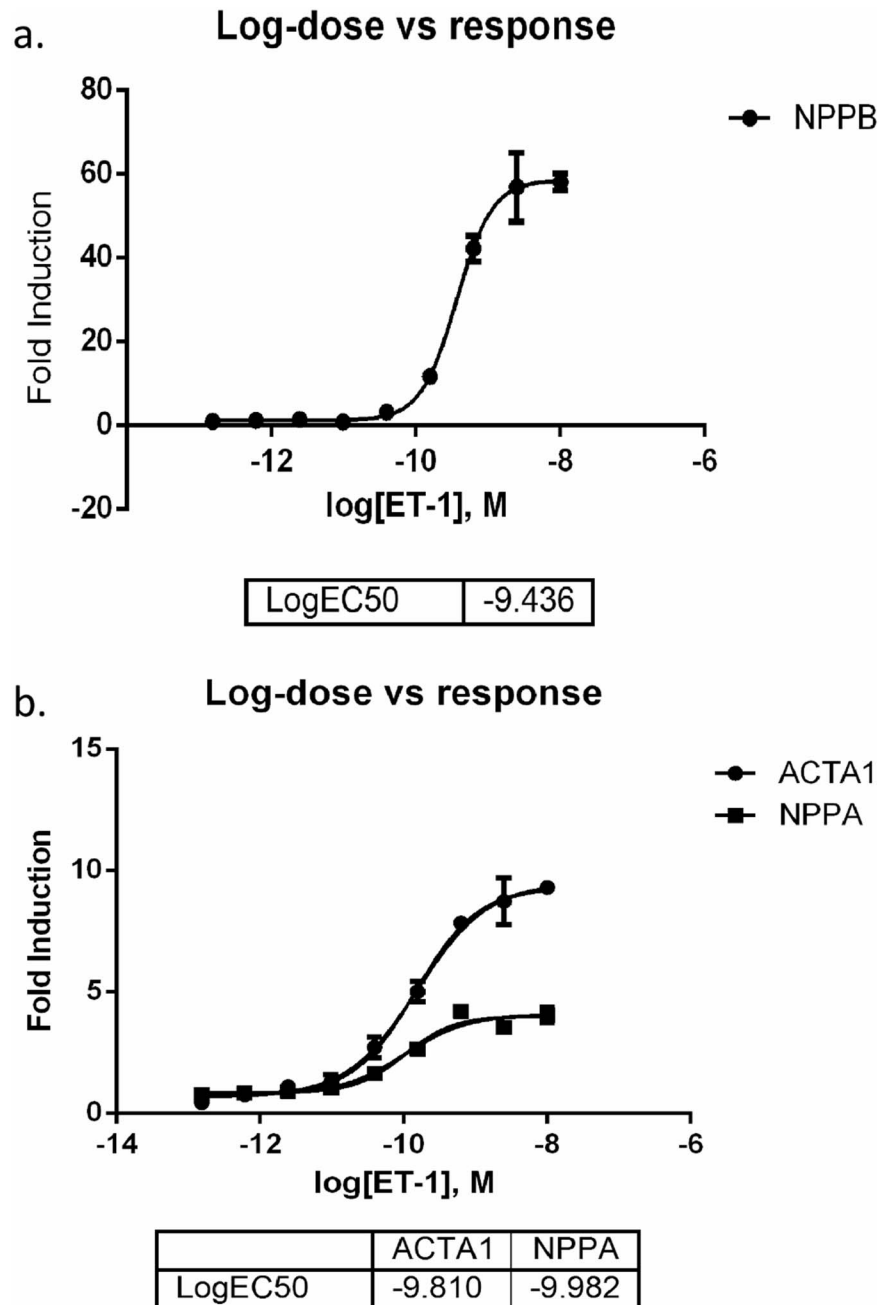 a.
Log-dose vs response
80
60
40
20
0
-20
Fold Induction
-12
-10
-8
-6
log[ET-1], M
NPPB
LogEC50 -9.436
b.
Log-dose vs response
15
10
5
0
Fold Induction
-14
-12
-10
-8
-6
log[ET-1], M
ACTA1
NPPA
ACTA1 NPPA
LogEC50 -9.810 -9.982